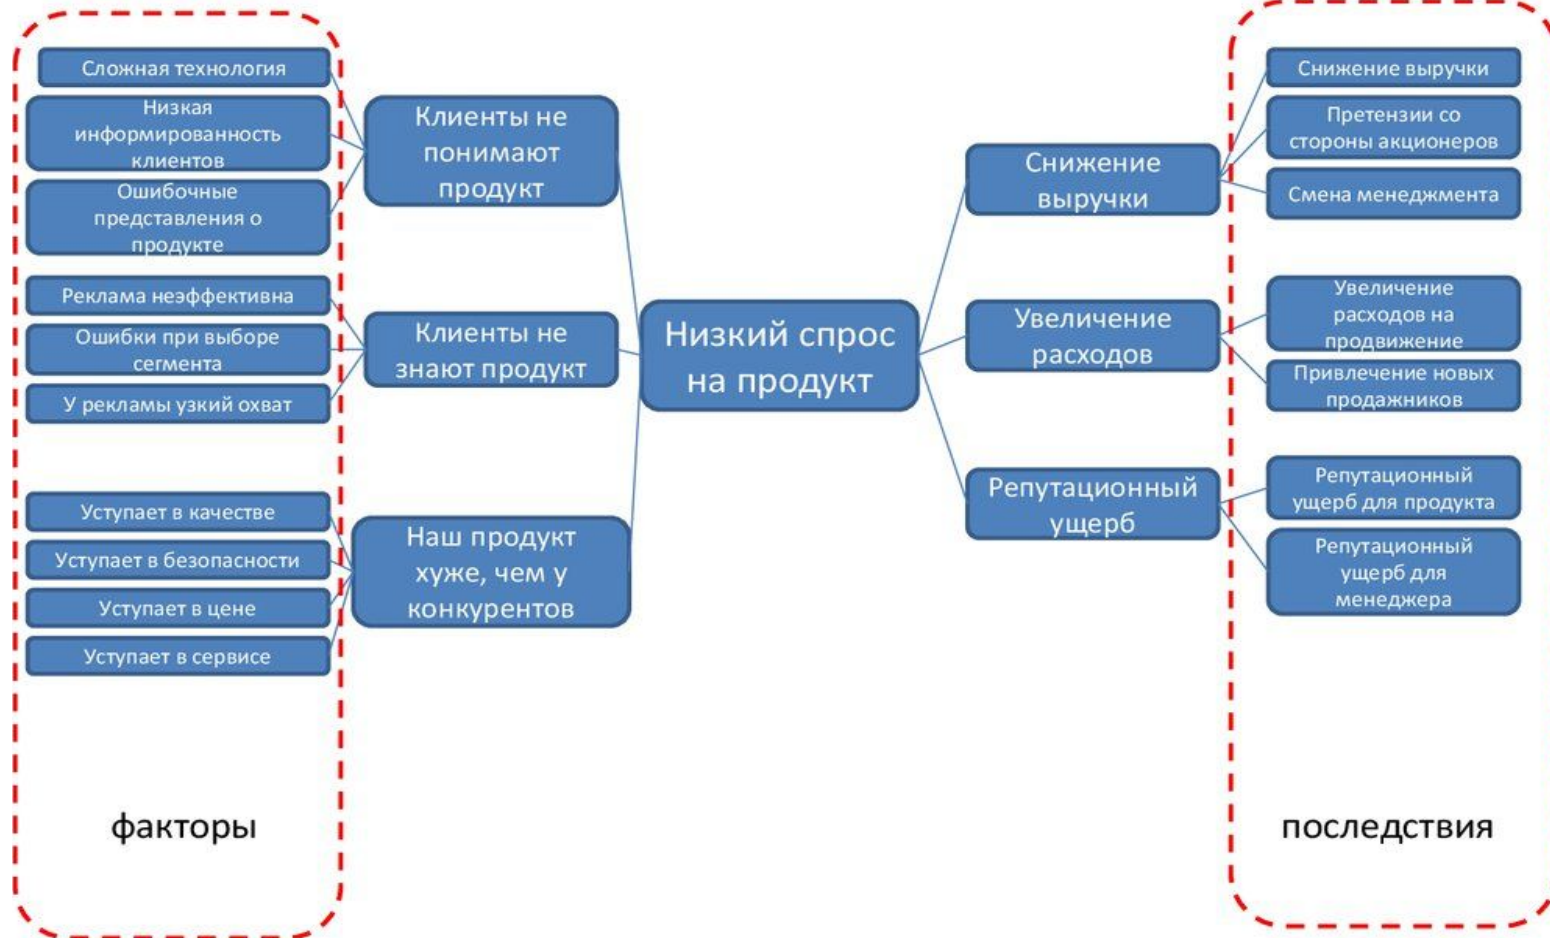 Сложная технология
Низкая
информированность
клиентов
Ошибочные
представления о
продукте
Реклама неэффективна
Ошибки при выборе
сегмента
У рекламы узкий охват
Уступает в качестве
Уступает в безопасности
Уступает в цене
Уступает в сервисе
факторы
Клиенты не
понимают
продукт
Клиенты не
знают продукт
Наш продукт
хуже, чем у
конкурентов
Низкий спрос
на продукт
Снижение
выручки
Увеличение
расходов
Репутационный
ущерб
Снижение выручки
Претензии со
стороны акционеров
Смена менеджмента
Увеличение
расходов на
продвижение
Привлечение новых
продажников
Репутационный
ущерб для продукта
Репутационный
ущерб для
менеджера
последствия